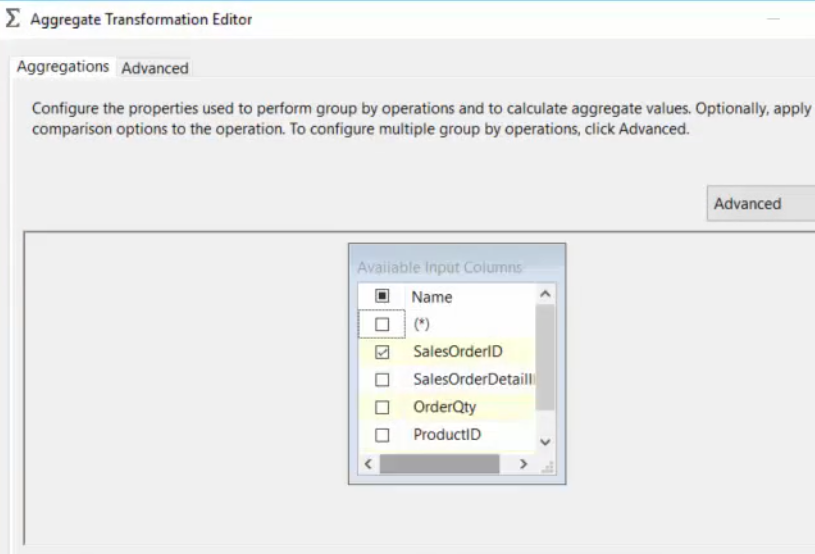 Aggregate Transformation Editor
Aggregations Advanced
Configure the properties used to perform group by operations and to calculate aggregate values. Optionally, apply
comparison options to the operation. To configure multiple group by operations, click Advanced.
Advanced
Available Input Columns
Name
(*)
SalesOrderID
SalesOrderDetailI
OrderQty
ProductID